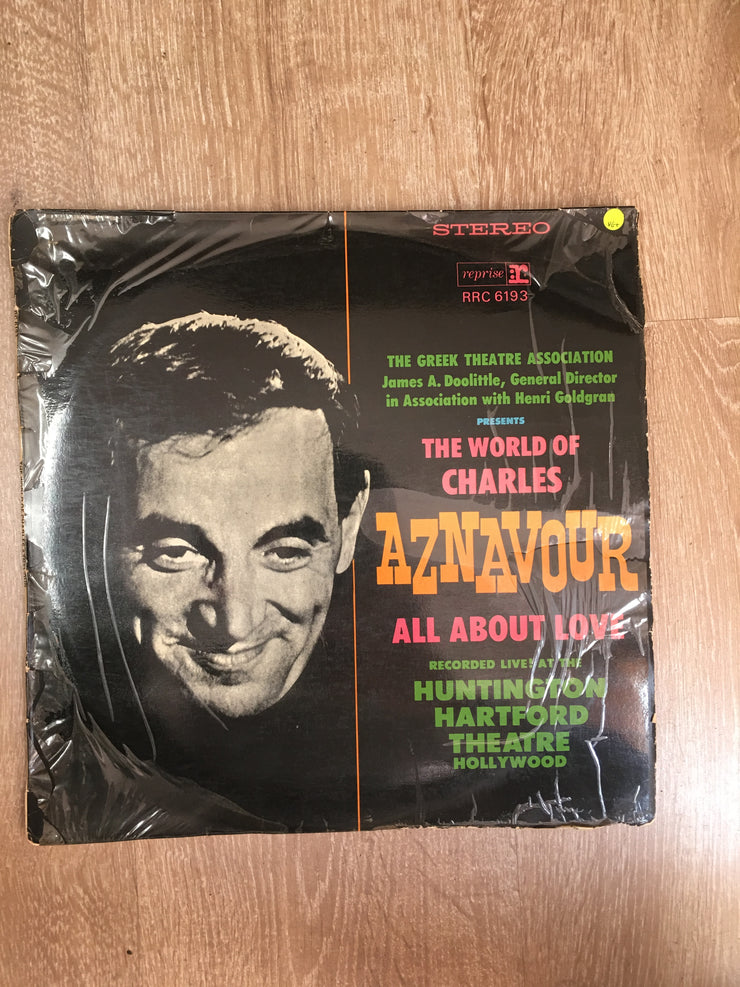 STEREO
VG+
reprise
RRC 6193
THE GREEK THEATRE ASSOCIATION
James A. Doolittle, General Director
in Association with Henri Goldgran
PRESENTS
THE WORLD OF
CHARLES
AZNAVOUR
ALL ABOUT LOVE
RECORDED LIVE! AT THE
HUNTINGTON
HARTFORD
THEATRE
HOLLYWOOD